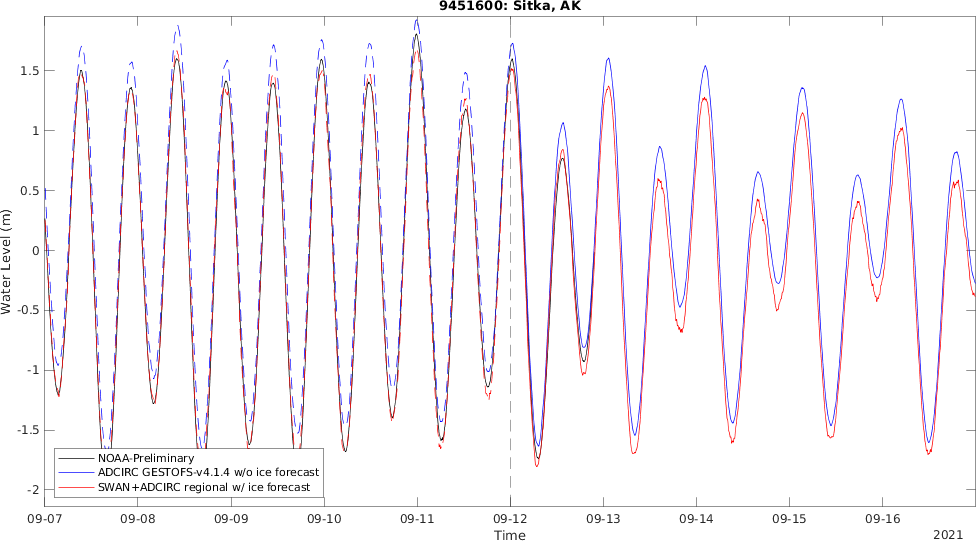 9451600: Sitka, AK
Water Level (m)
1.5
1
0.5
0
-0.5
-1
-1.5
-2
NOAA-Preliminary
ADCIRC GESTOFS-v4.1.4 w/o ice forecast
SWAN+ADCIRC regional w/ ice forecast
09-07 09-08 09-09 09-10 09-11 09-12 09-13 09-14 09-15 09-16
Time
2021